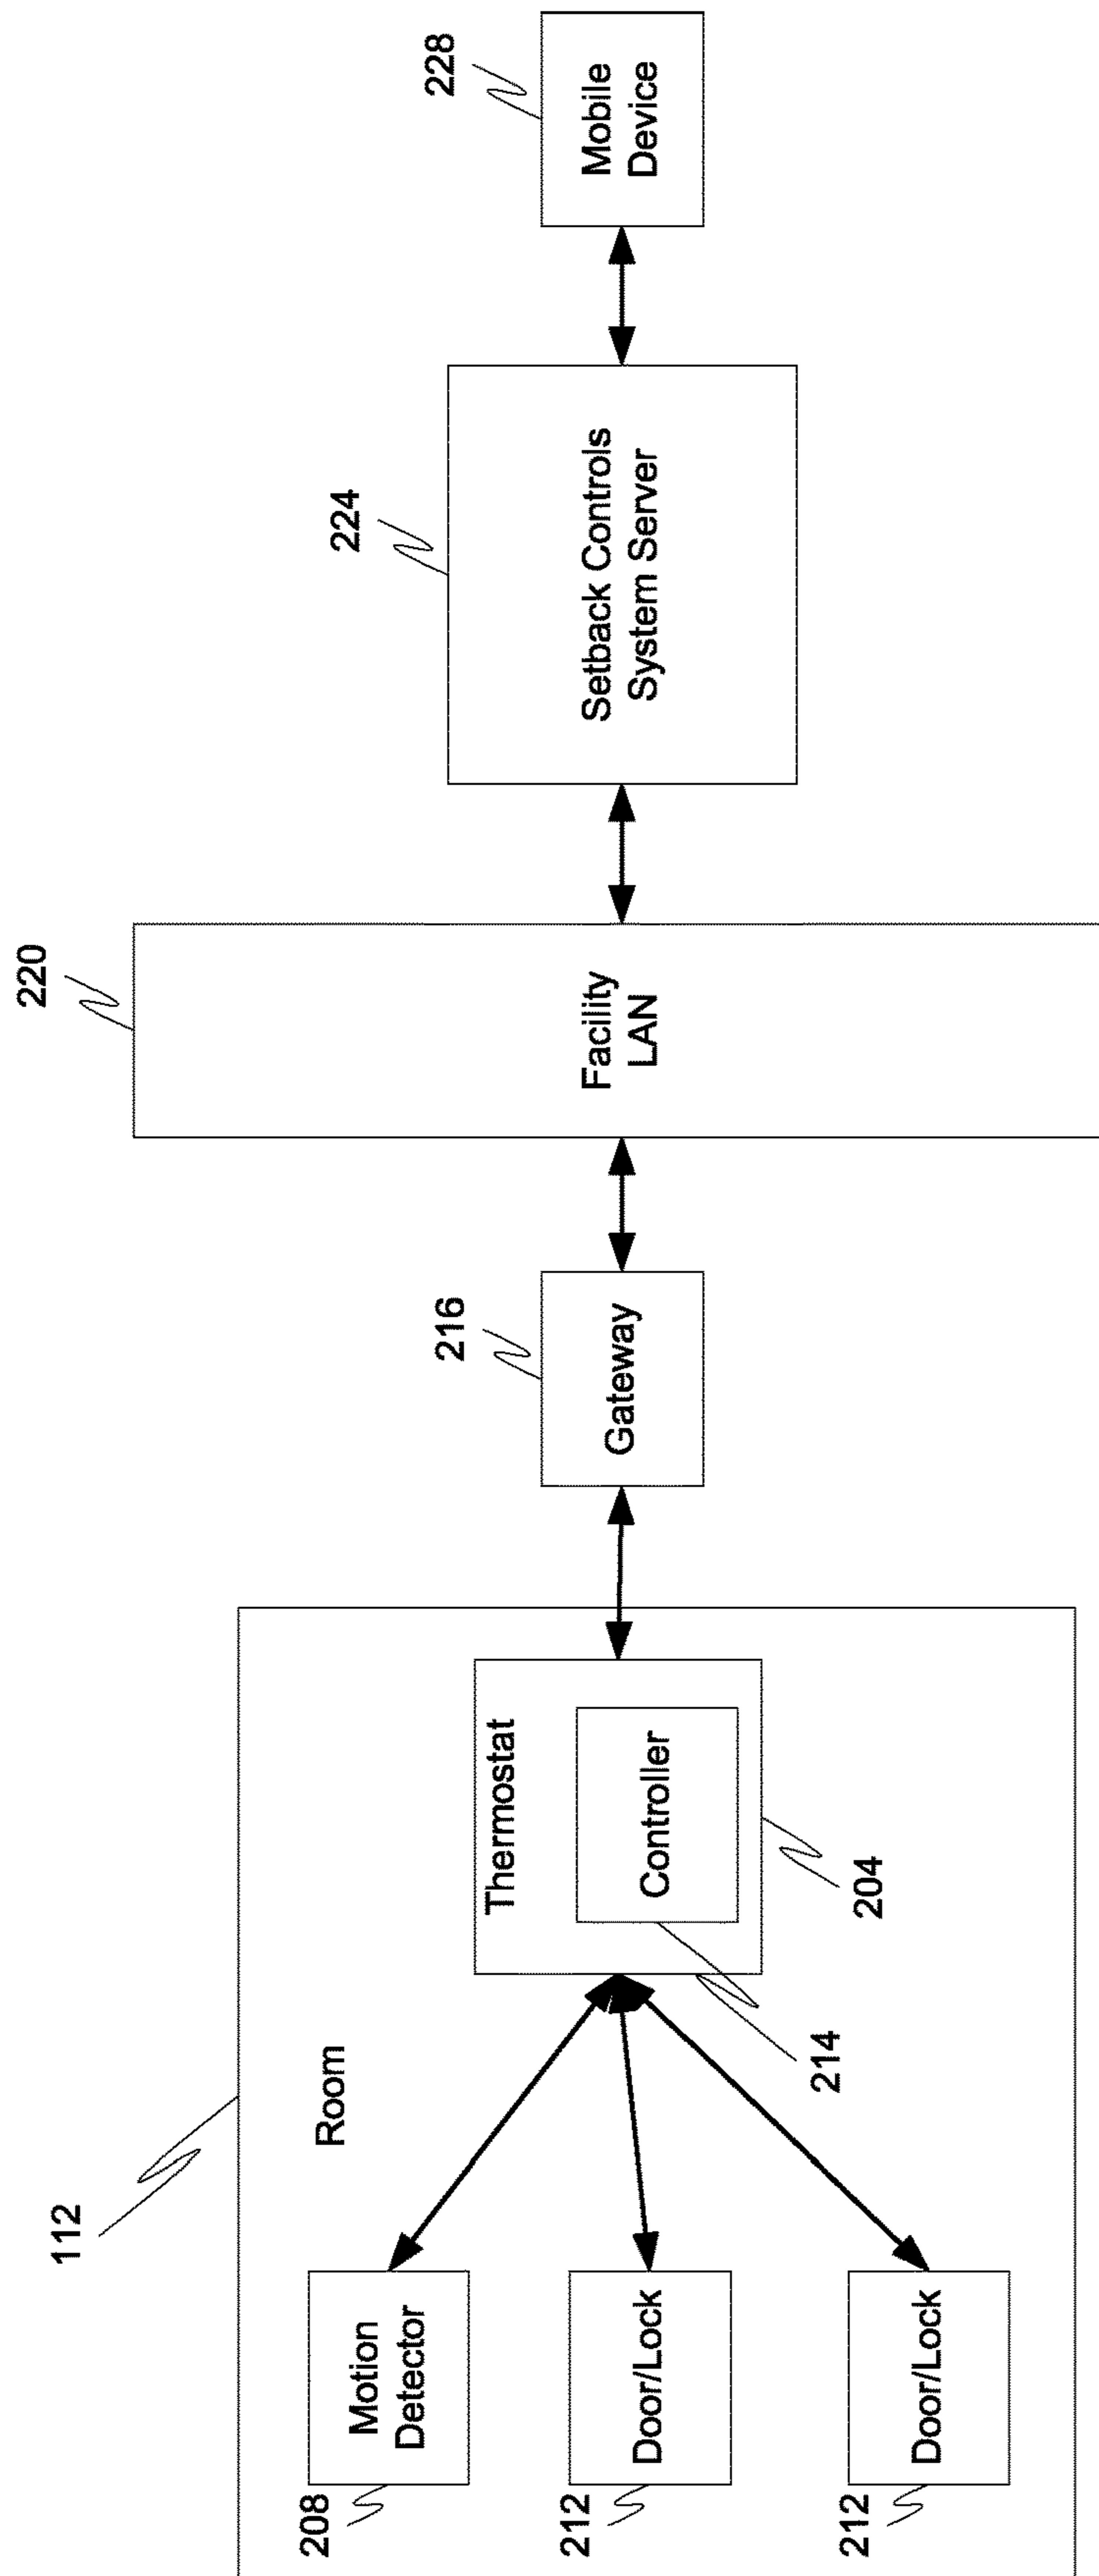 112
Room
208
Motion
Detector
212
Door/Lock
212
Door/Lock
Thermostat
Controller
214
204
216
Gateway
220
Facility
LAN
224
Setback Controls
System Server
228
Mobile
Device